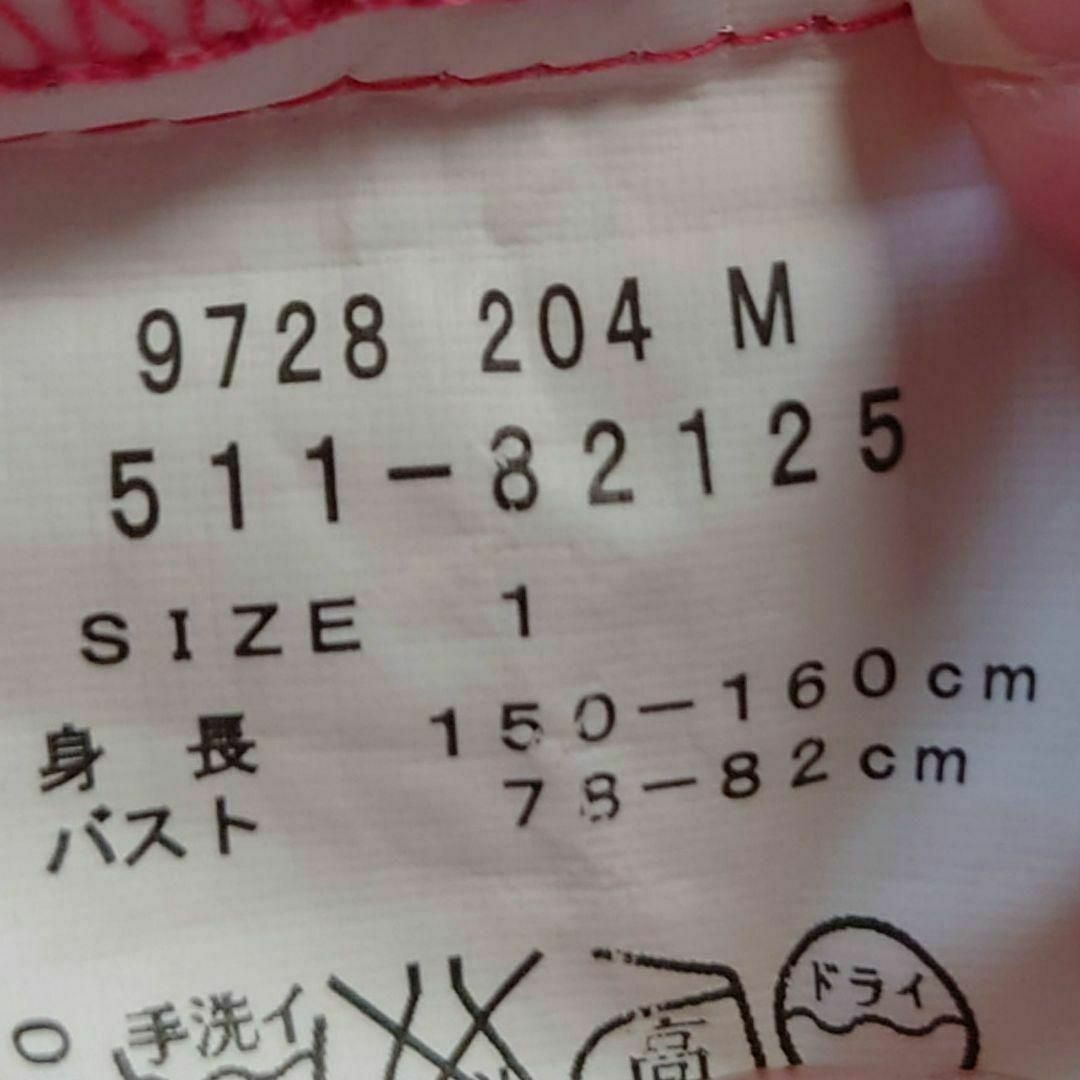 9728 204 M
511-82125
SIZE 1
身長 150-160cm
バスト 78-82cm
手洗イ
高
ドライ